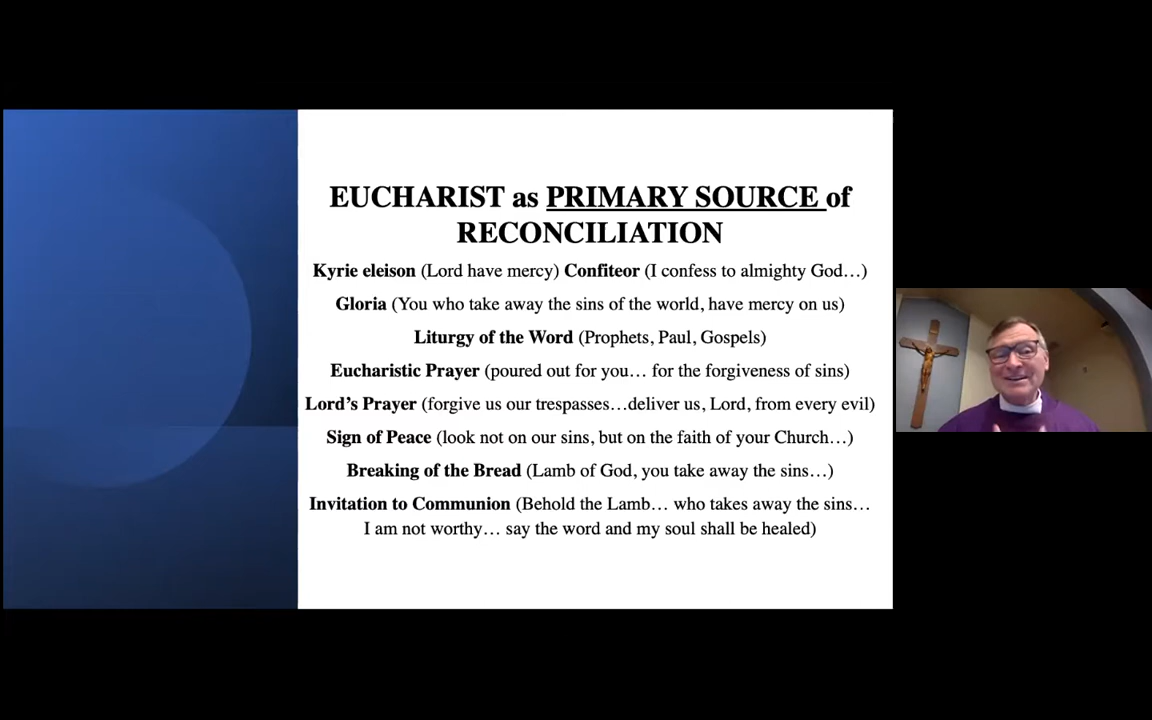 EUCHARIST as PRIMARY SOURCE of
RECONCILIATION
Kyrie eleison (Lord have mercy) Confiteor (I confess to almighty God…)
Gloria (You who take away the sins of the world, have mercy on us)
Liturgy of the Word (Prophets, Paul, Gospels)
Eucharistic Prayer (poured out for you… for the forgiveness of sins)
Lord’s Prayer (forgive us our trespasses…deliver us, Lord, from every evil)
Sign of Peace (look not on our sins, but on the faith of your Church…)
Breaking of the Bread (Lamb of God, you take away the sins…)
Invitation to Communion (Behold the Lamb… who takes away the sins…
I am not worthy… say the word and my soul shall be healed)